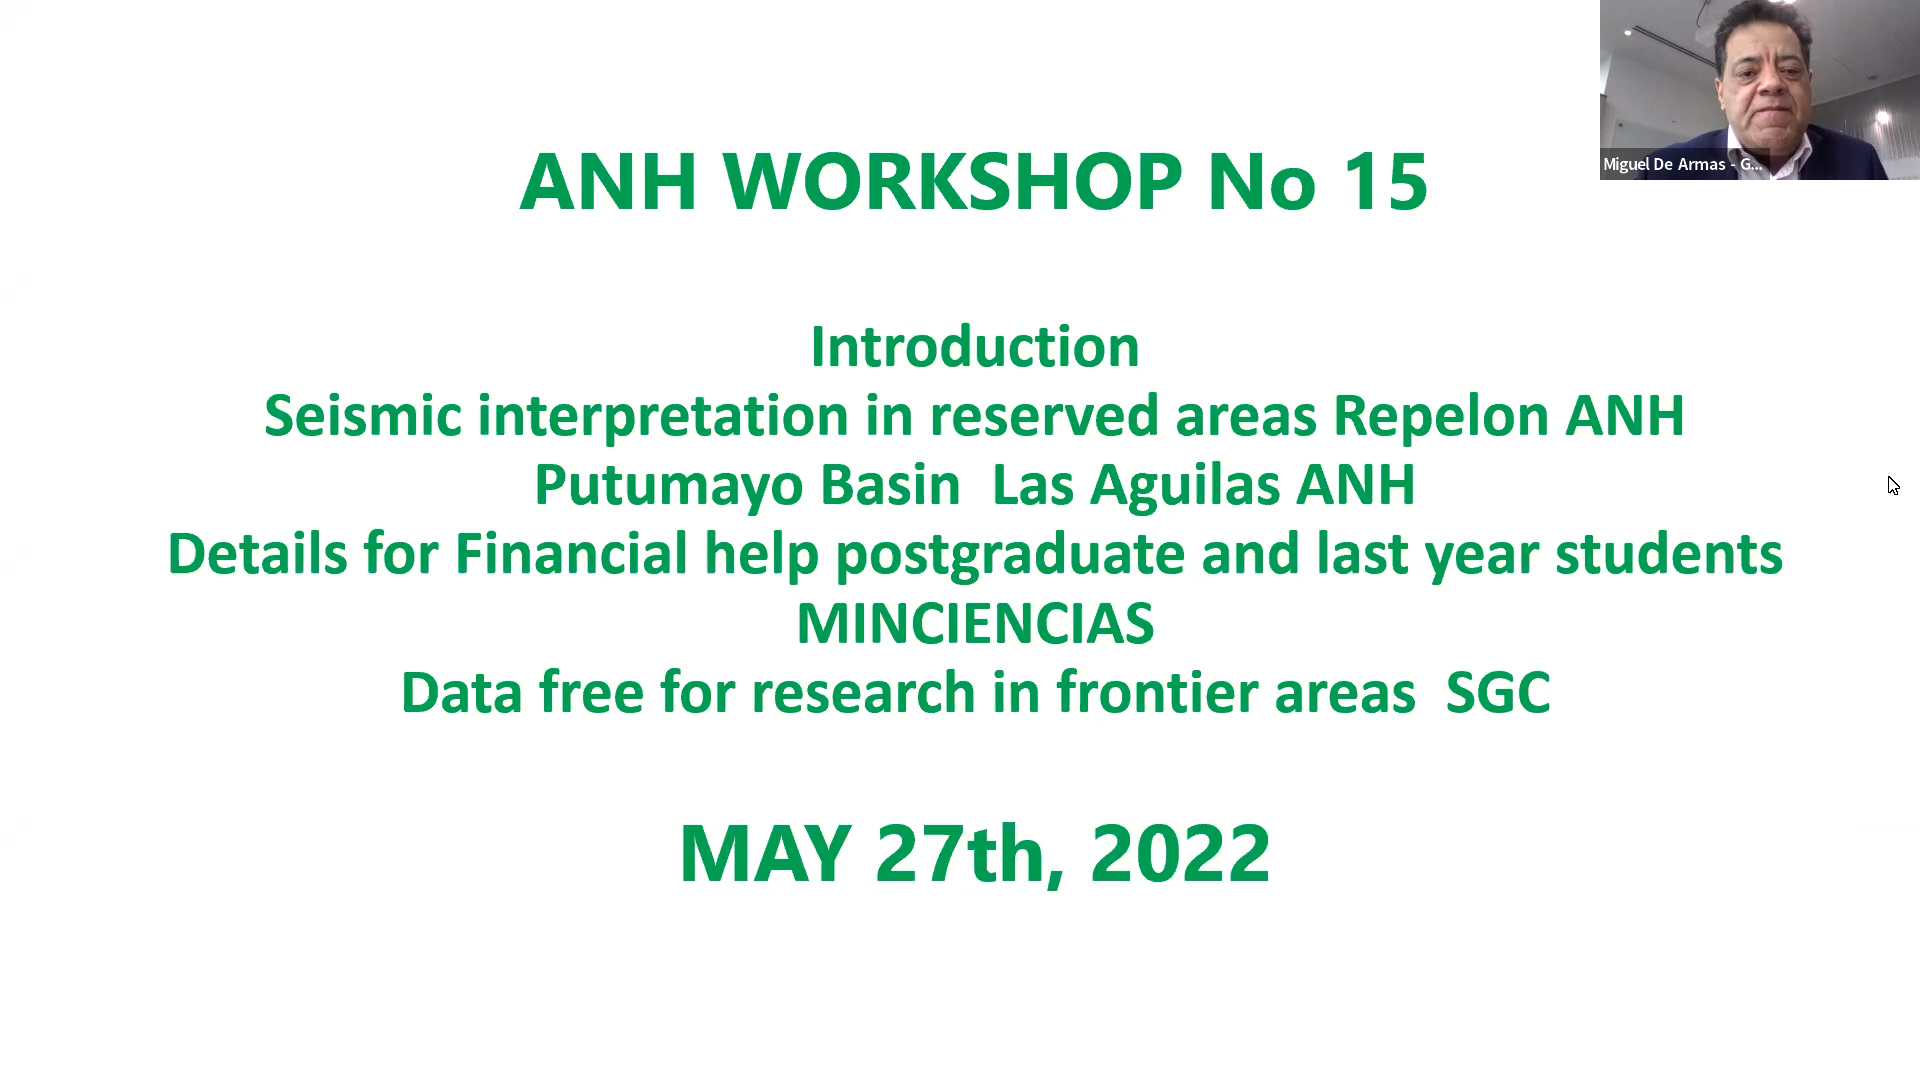 ANH WORKSHOP No 15
Miguel De Armas - G...
Introduction
Seismic interpretation in reserved areas Repelon ANH
Putumayo Basin  Las Aguilas ANH
Details for Financial help postgraduate and last year students
MINCIENCIAS
Data free for research in frontier areas  SGC
MAY 27th, 2022